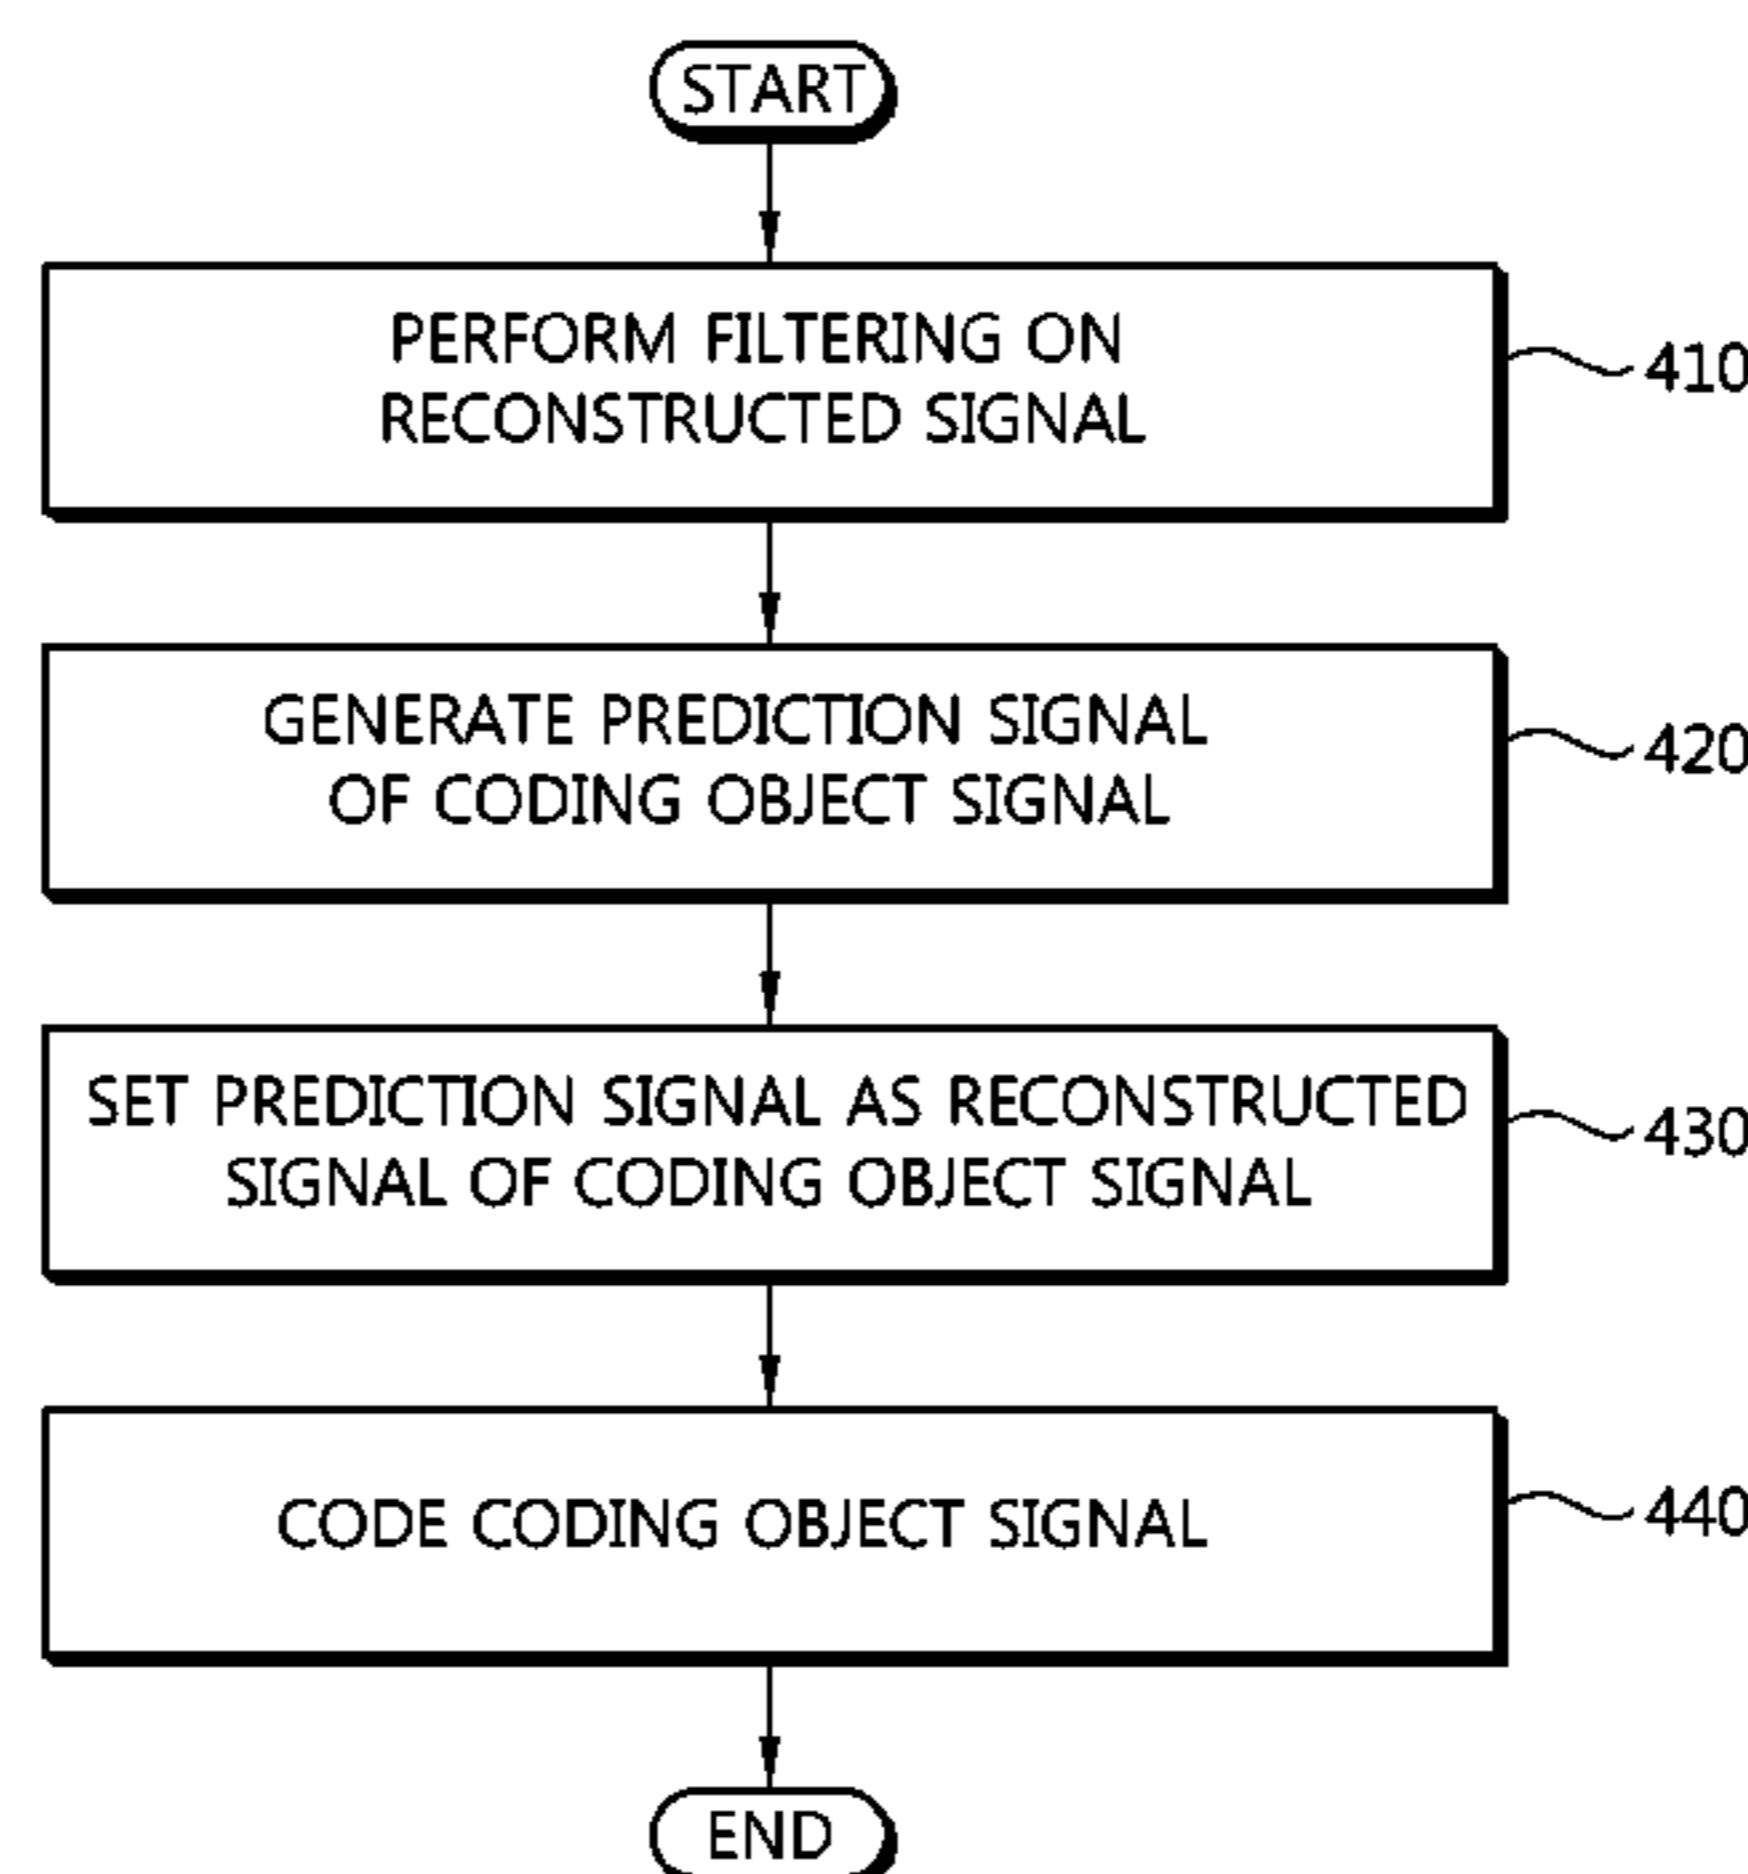 START
PERFORM FILTERING ON
RECONSTRUCTED SIGNAL
410
GENERATE PREDICTION SIGNAL
OF CODING OBJECT SIGNAL
420
SET PREDICTION SIGNAL AS RECONSTRUCTED
SIGNAL OF CODING OBJECT SIGNAL
430
CODE CODING OBJECT SIGNAL
440
END